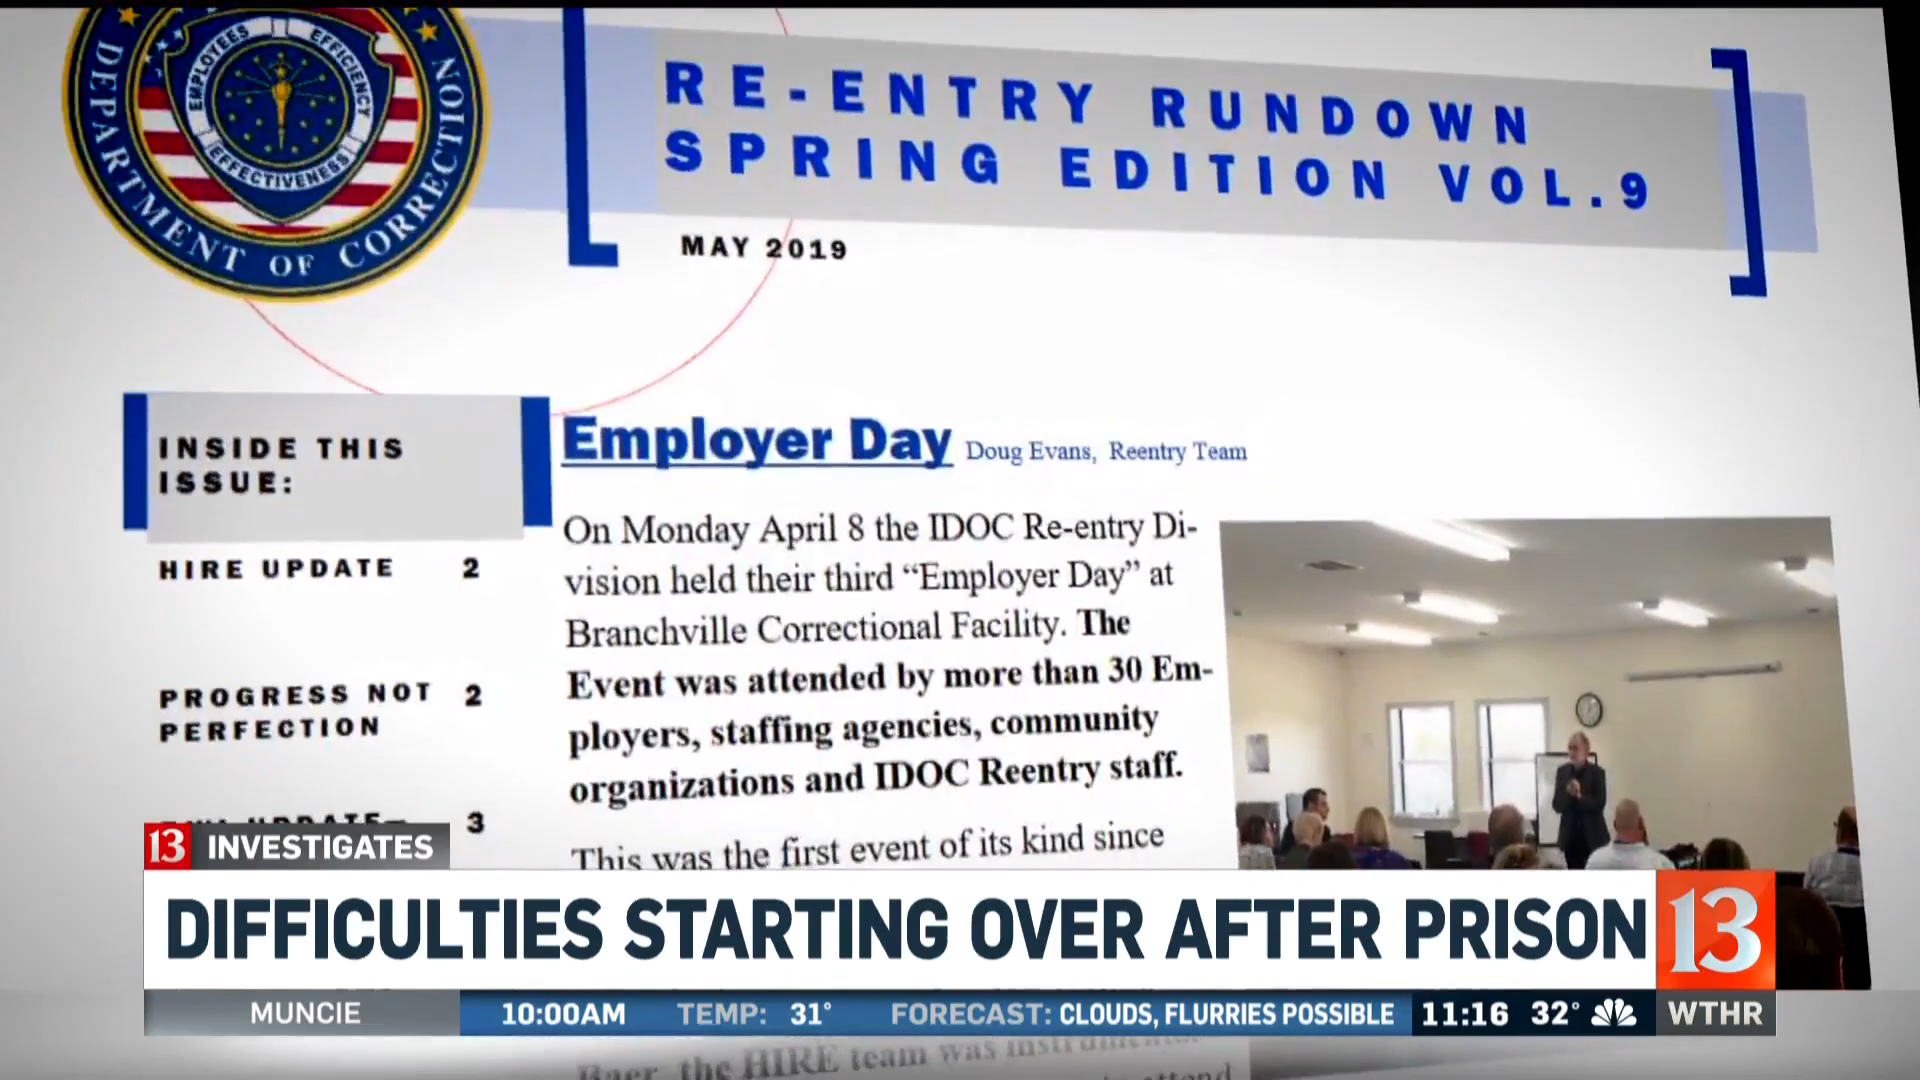 DEPARTMENT OF CORRECTION
EMPLOYEES
EFFICIENCY
EFFECTIVENESS
RE-ENTRY RUNDOWN
SPRING EDITION VOL.9
MAY 2019
INSIDE THIS
ISSUE:
HIRE UPDATE 2
PROGRESS NOT 2
PERFECTION
UPDATE— 3
Employer Day Doug Evans, Reentry Team
On Monday April 8 the IDOC Re-entry Di-
vision held their third “Employer Day” at
Branchville Correctional Facility. The
Event was attended by more than 30 Em-
ployers, staffing agencies, community
organizations and IDOC Reentry staff.
This was the first event of its kind since
13 INVESTIGATES
DIFFICULTIES STARTING OVER AFTER PRISON
13
MUNCIE 10:00AM TEMP: 31° FORECAST: CLOUDS, FLURRIES POSSIBLE 11:16 32° WTHR
Baer, the HIRE team was
attend